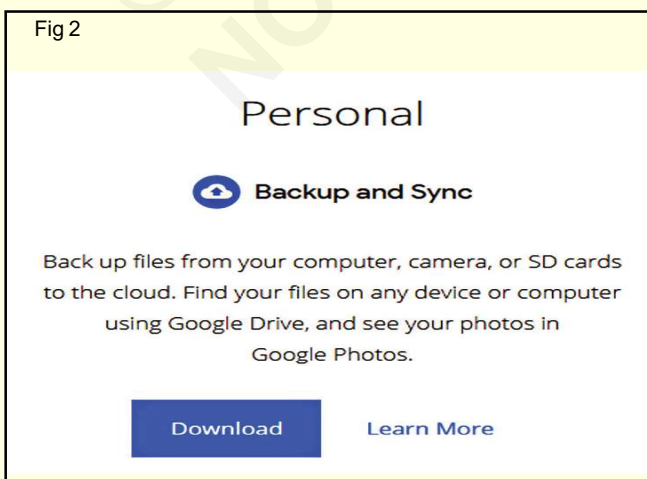 Fig 2
Personal
Backup and Sync
Back up files from your computer, camera, or SD cards
to the cloud. Find your files on any device or computer
using Google Drive, and see your photos in
Google Photos.
Download Learn More